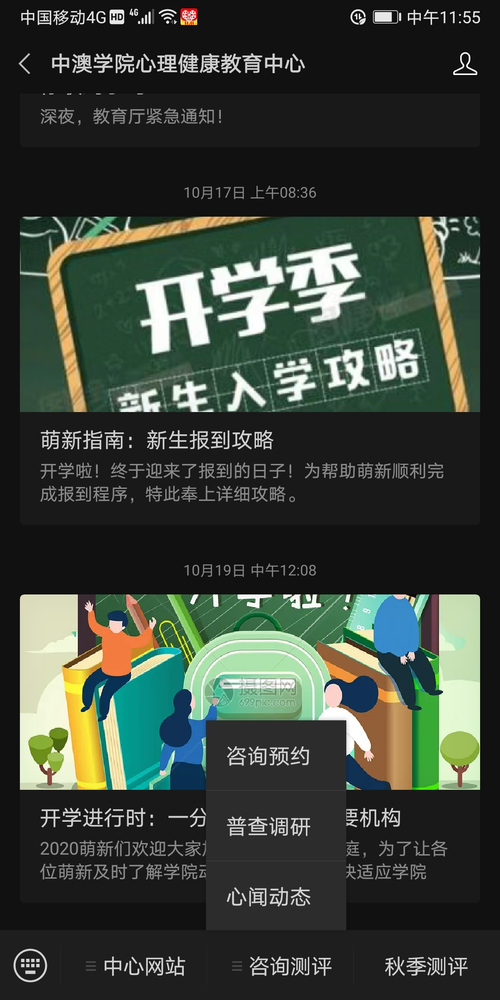 中国移动4G HD 4G 中午11:55
中澳学院心理健康教育中心
深夜，教育厅紧急通知！
10月17日 上午08:36
开学季
新生入学攻略
萌新指南：新生报到攻略
开学啦！终于迎来了报到的日子！为帮助萌新顺利完
成报到程序，特此奉上详细攻略。
10月19日 中午12:08
开学啦！
摄图网
699pic.com
咨询预约
普查调研
心闻动态
开学进行时：一分
要机构
2020萌新们欢迎大家
庭，为了让各
位萌新及时了解学院
快适应学院
中心网站
咨询测评
秋季测评